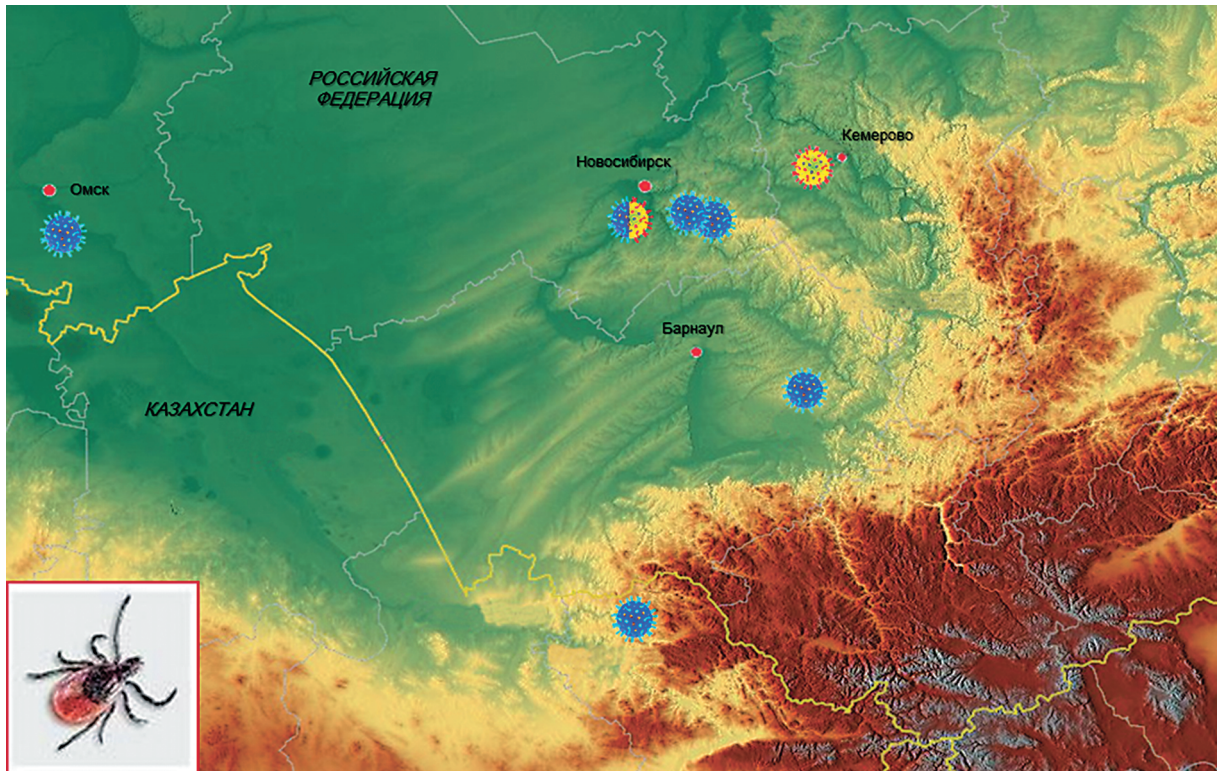 РОССИЙСКАЯ
ФЕДЕРАЦИЯ
Кемерово
Новосибирск
Омск
Барнаул
КАЗАХСТАН